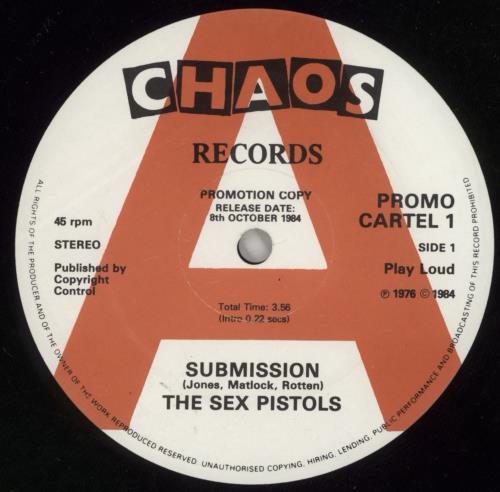 CHAOS
RECORDS
PROMOTION COPY
RELEASE DATE:
8th OCTOBER 1984
45 rpm
STEREO
Published by
Copyright
Control
PROMO
CARTEL 1
SIDE 1
Play Loud
℗ 1976 © 1984
Total Time: 3.56
(Intro 0.22 secs)
SUBMISSION
(Jones, Matlock, Rotten)
THE SEX PISTOLS
ALL RIGHTS OF THE PRODUCER AND OF THE OWNER OF THE WORK REPRODUCED RESERVED. UNAUTHORISED COPYING, HIRING, LENDING, PUBLIC PERFORMANCE AND BROADCASTING OF THIS RECORD PROHIBITED
A